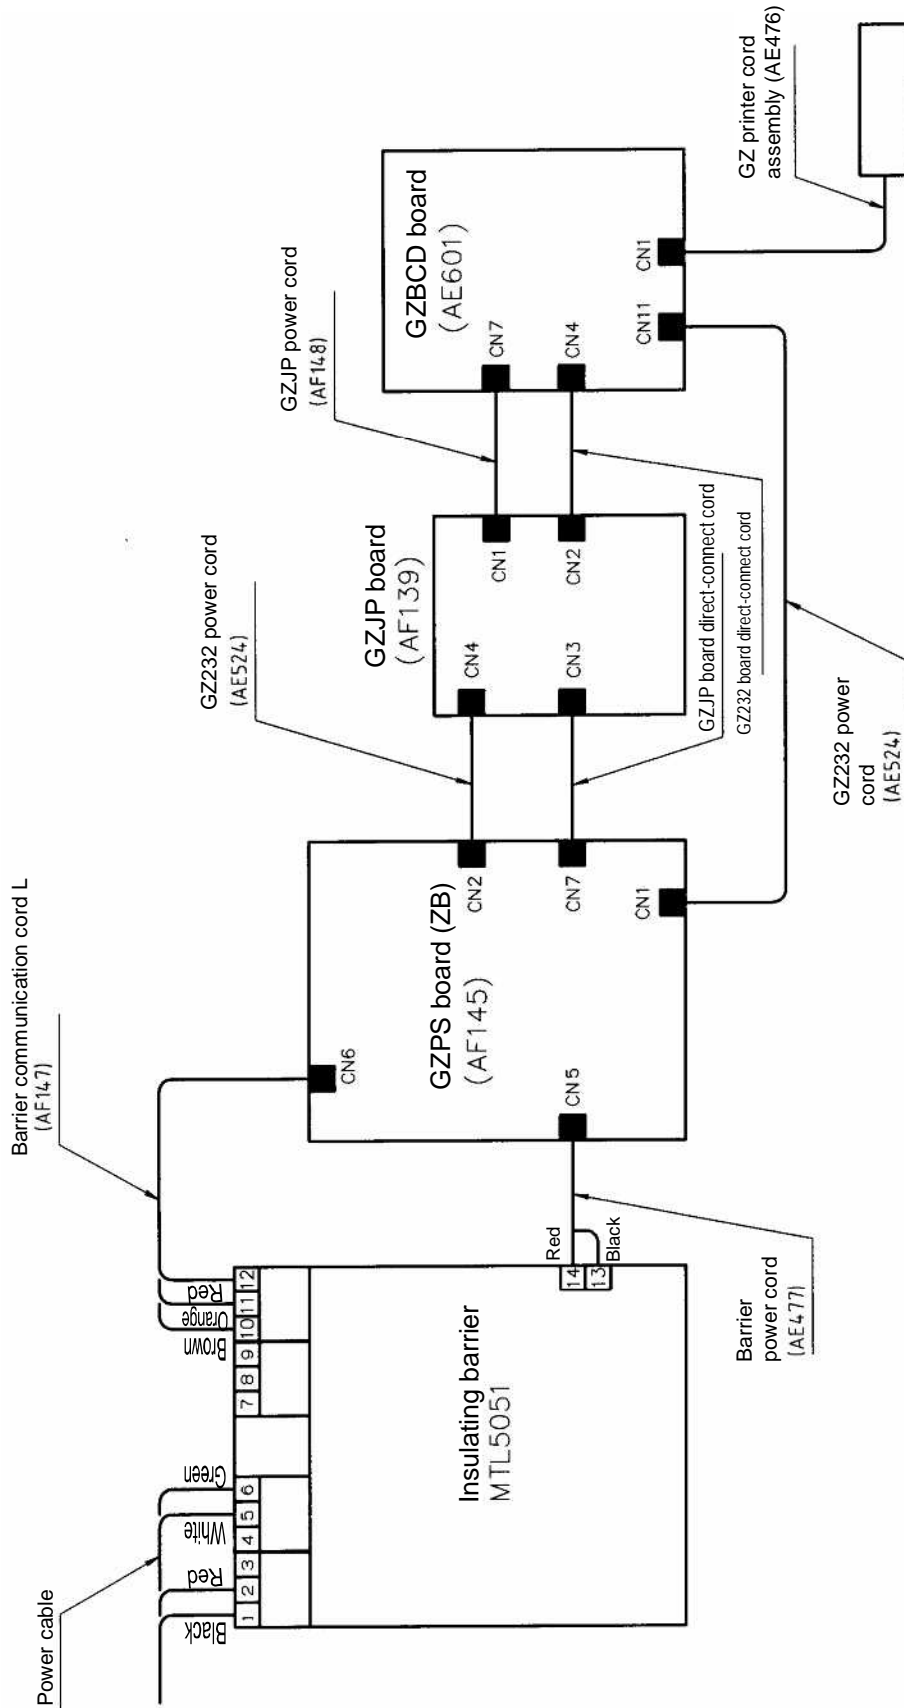 Power cable
Black
Red
White
Green
1
2
3
4
5
6
7
8
9
10
11
12
Brown
Orange
Red
Barrier communication cord L
(AF147)
Insulating barrier
MTL5051
14
13
Red
Black
Barrier
power cord
(AE477)
CN6
CN5
GZPS board (ZB)
(AF145)
CN2
CN7
CN1
GZ232 power cord
(AE524)
GZJP board
(AF139)
CN4
CN3
CN1
CN2
GZJP board direct-connect cord
GZ232 board direct-connect cord
GZ232 power
cord
(AE524)
GZJP power cord
(AF148)
GZBCD board
(AE601)
CN7
CN4
CN11
CN1
GZ printer cord
assembly (AE476)